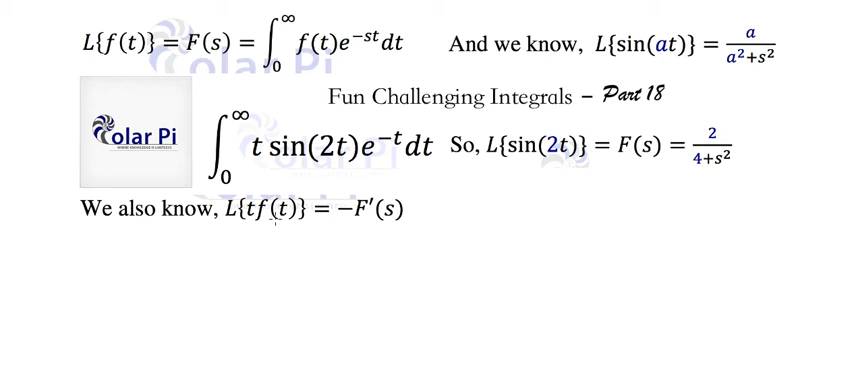 L{f(t)} = F(s) = ∫₀^∞ f(t)e^{-st}dt And we know, L{sin(at)} = a/(a²+s²)
Fun Challenging Integrals – Part 18
olar Pi
∫₀^∞ t sin(2t)e^{-t}dt So, L{sin(2t)} = F(s) = 2/(4+s²)
We also know, L{tf(t)} = −F′(s)